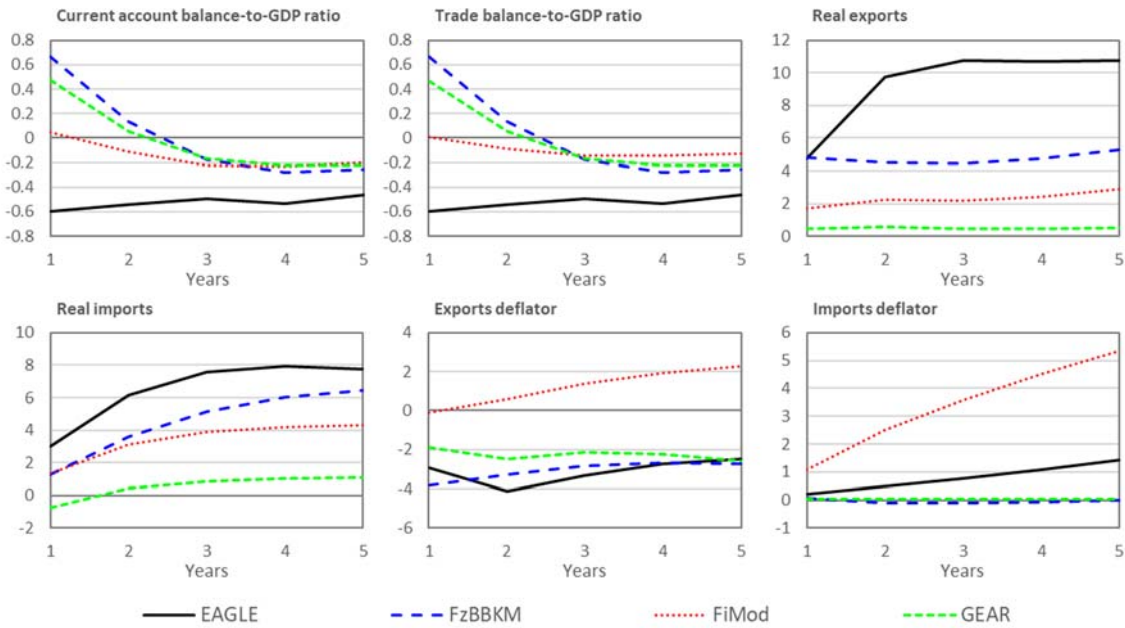 Current account balance-to-GDP ratio
Trade balance-to-GDP ratio
Real exports
0.8
0.6
0.4
0.2
0
-0.2
-0.4
-0.6
-0.8
1 2 3 4 5
Years
0.8
0.6
0.4
0.2
0
-0.2
-0.4
-0.6
-0.8
1 2 3 4 5
Years
12
10
8
6
4
2
0
1 2 3 4 5
Years
Real imports
Exports deflator
Imports deflator
10
8
6
4
2
0
-2
1 2 3 4 5
Years
4
2
0
-2
-4
-6
1 2 3 4 5
Years
6
5
4
3
2
1
0
-1
1 2 3 4 5
Years
EAGLE FzBBKM FiMod GEAR